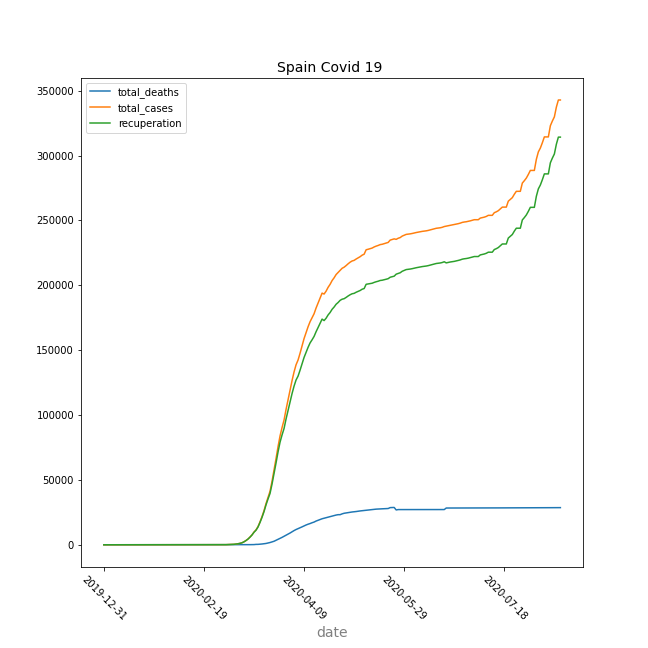 Spain Covid 19
total_deaths
total_cases
recuperation
350000
300000
250000
200000
150000
100000
50000
0
2019-12-31
2020-02-19
2020-04-09
2020-05-29
2020-07-18
date